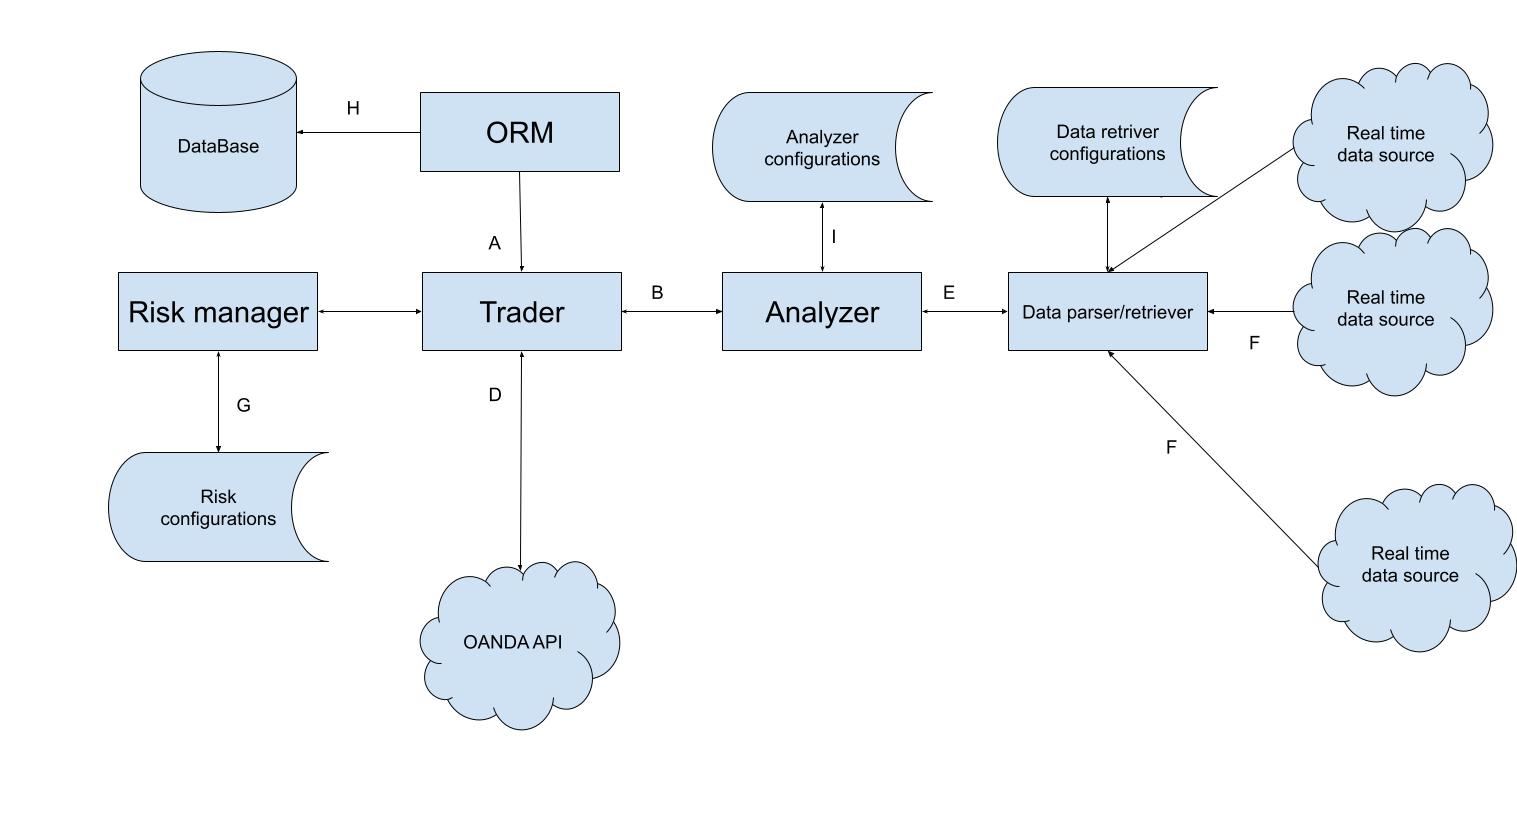 H
DataBase
ORM
Analyzer
configurations
Data retriver
configurations
Real time
data source
A
I
Risk manager
Trader
B
Analyzer
E
Data parser/retriever
Real time
data source
F
G
D
F
Risk
configurations
Real time
data source
OANDA API